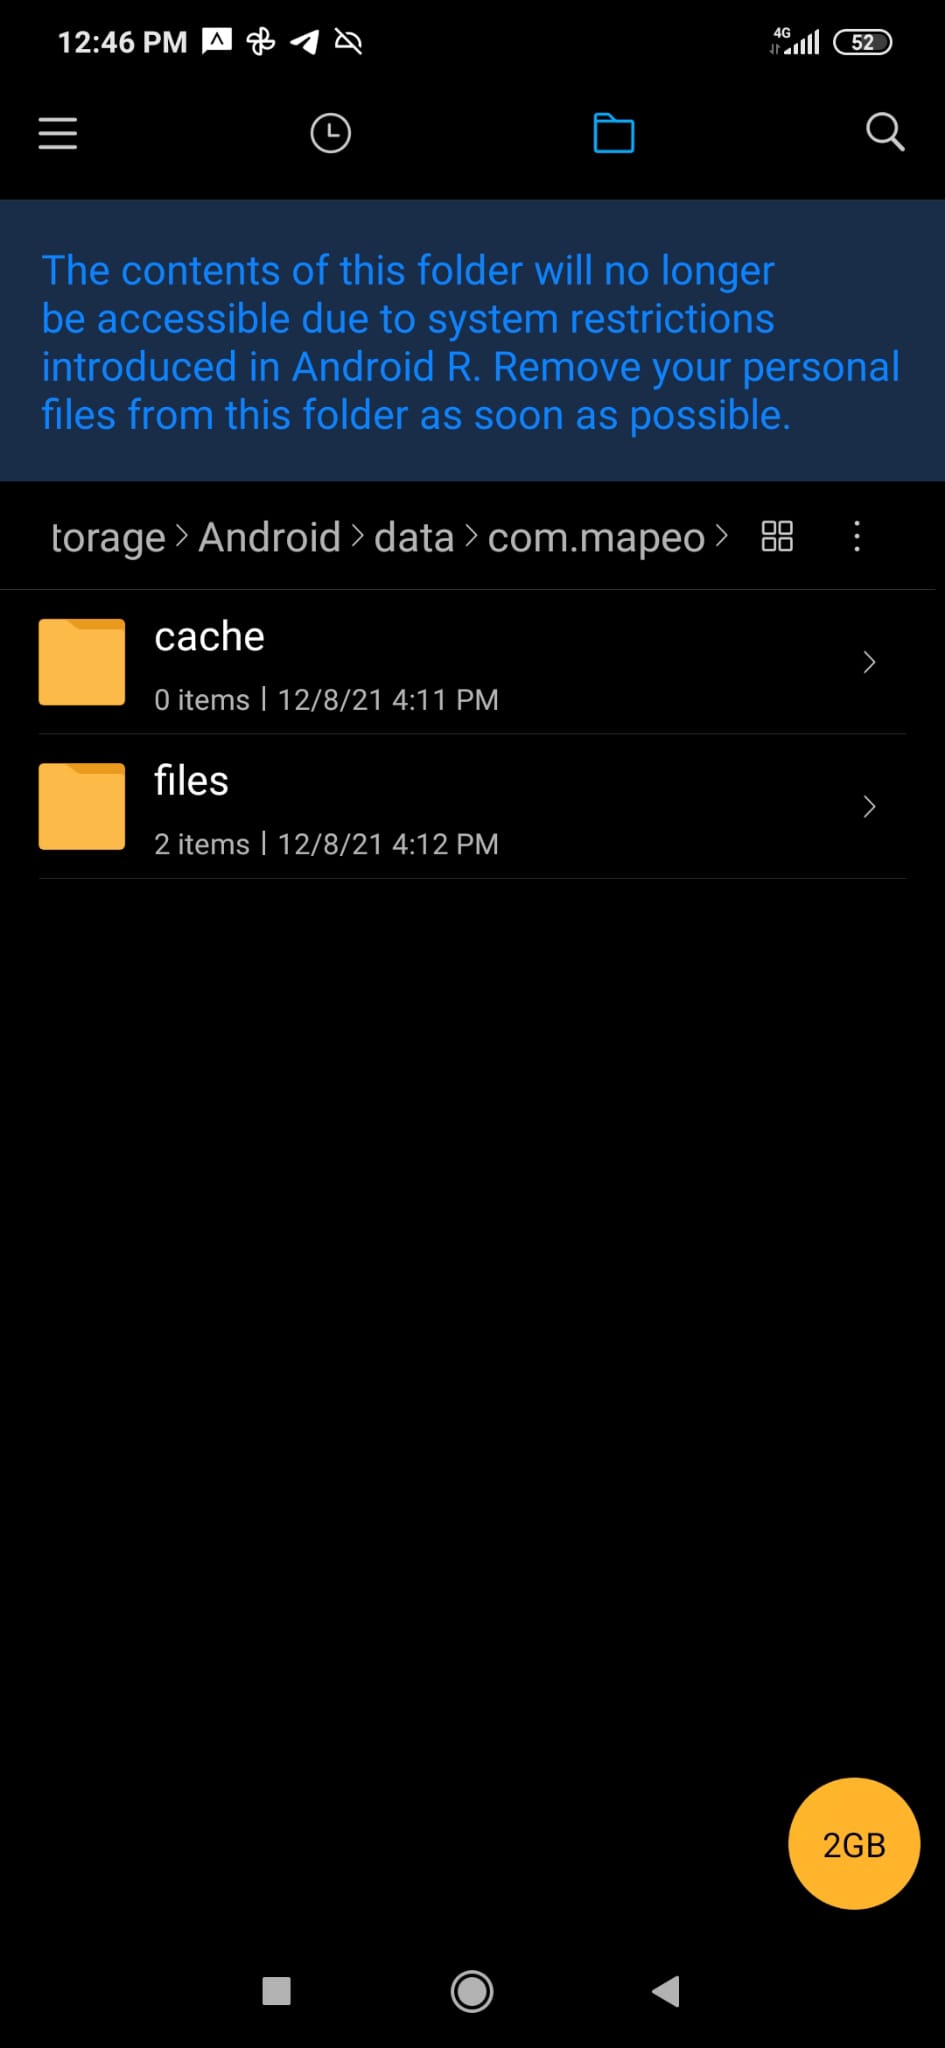 12:46 PM 4G 52
The contents of this folder will no longer
be accessible due to system restrictions
introduced in Android R. Remove your personal
files from this folder as soon as possible.
torage > Android > data > com.mapeo >
cache
0 items | 12/8/21 4:11 PM
files
2 items | 12/8/21 4:12 PM
2GB